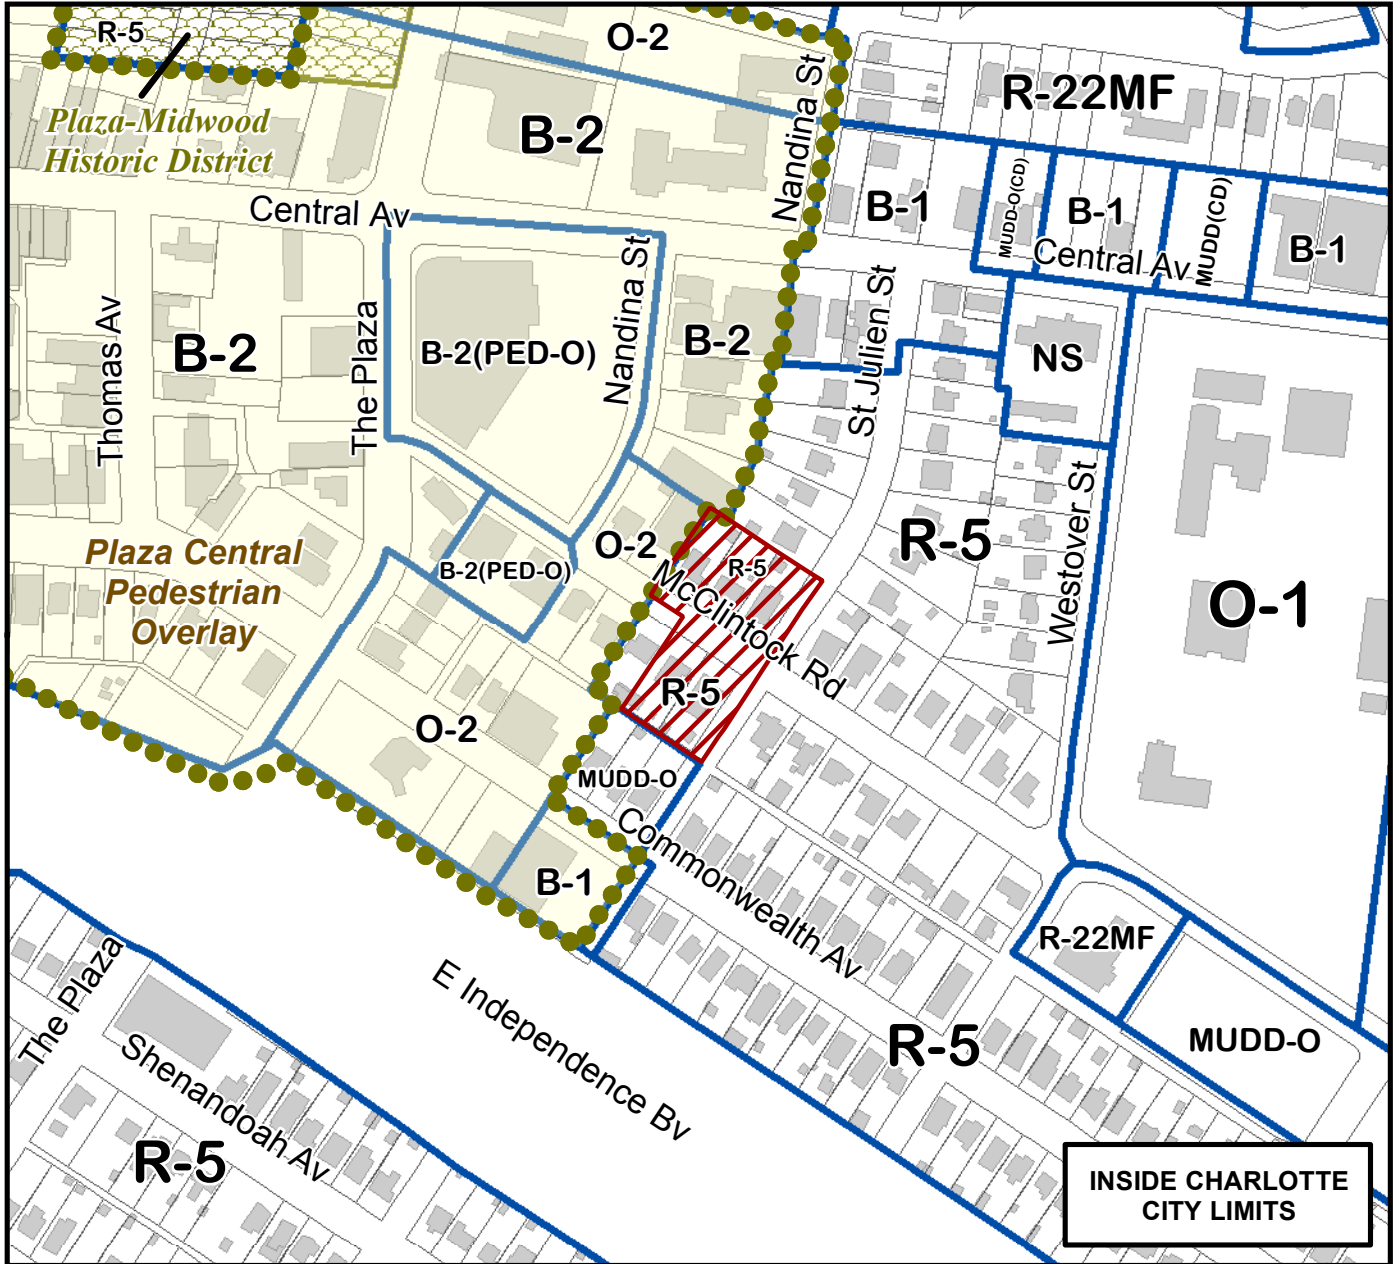 R-5
O-2
Plaza-Midwood
Historic District
B-2
Nandina St
R-22MF
Central Av
B-1
MUDD-O(CD)
B-1
MUDD(CD)
B-1
Central Av
Thomas Av
B-2
The Plaza
B-2(PED-O)
Nandina St
B-2
St Julien St
NS
Plaza Central
Pedestrian
Overlay
B-2(PED-O)
O-2
R-5
McClintock Rd
R-5
R-5
Westover St
O-1
O-2
MUDD-O
Commonwealth Av
B-1
R-22MF
The Plaza
E Independence Bv
R-5
MUDD-O
Shenandoah Av
R-5
INSIDE CHARLOTTE
CITY LIMITS